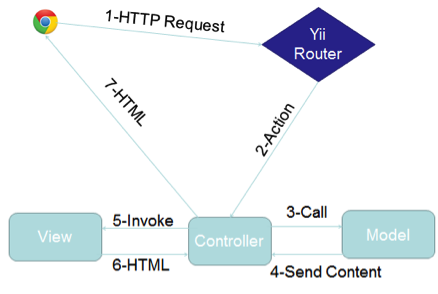 1-HTTP Request
Yii
Router
7-HTML
2-Action
5-Invoke
3-Call
View
Controller
Model
6-HTML
4-Send Content